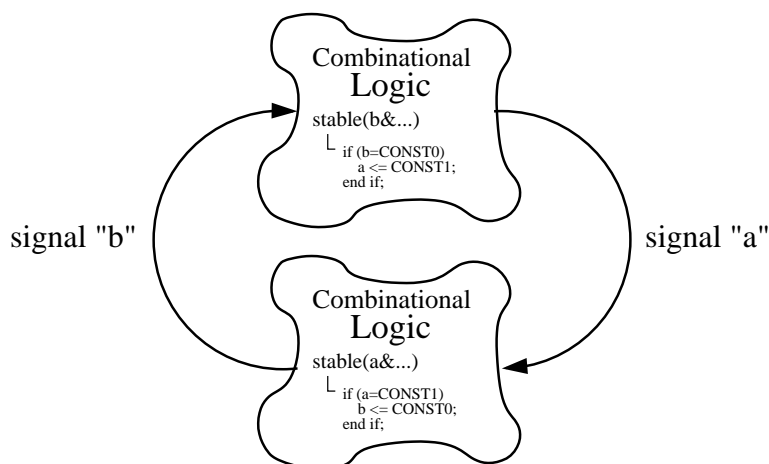 Combinational
Logic
stable(b&...)
if (b=CONST0)
a <= CONST1;
end if;
signal "b"
signal "a"
Combinational
Logic
stable(a&...)
if (a=CONST1)
b <= CONST0;
end if;